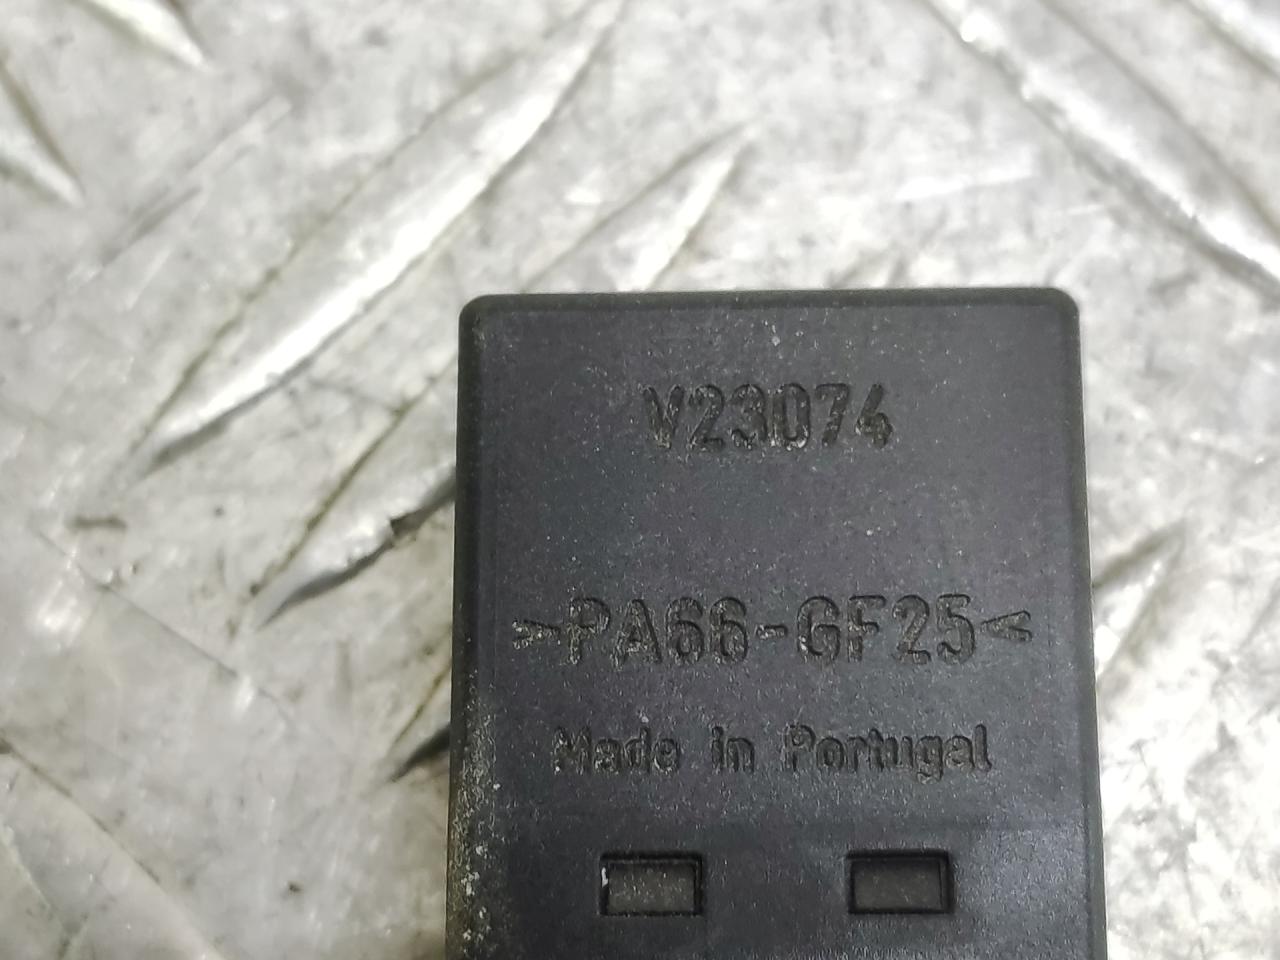 V23074
>PA66-GF25<
Made in Portugal